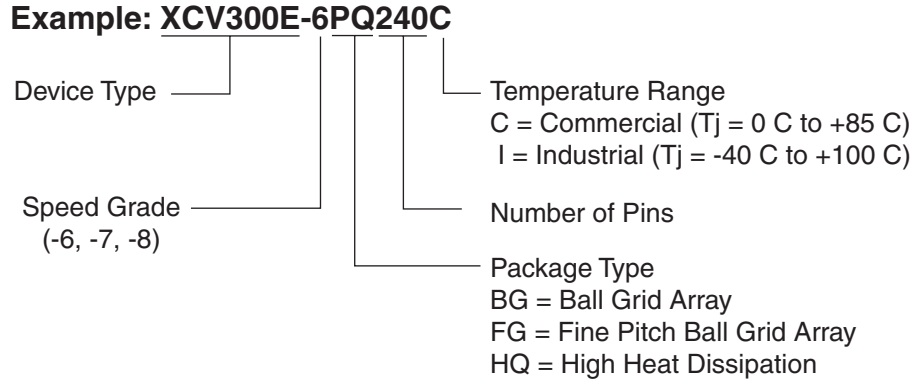 Example: XCV300E-6PQ240C
Device Type
Temperature Range
C = Commercial (Tj = 0 C to +85 C)
I = Industrial (Tj = -40 C to +100 C)
Speed Grade
(-6, -7, -8)
Number of Pins
Package Type
BG = Ball Grid Array
FG = Fine Pitch Ball Grid Array
HQ = High Heat Dissipation